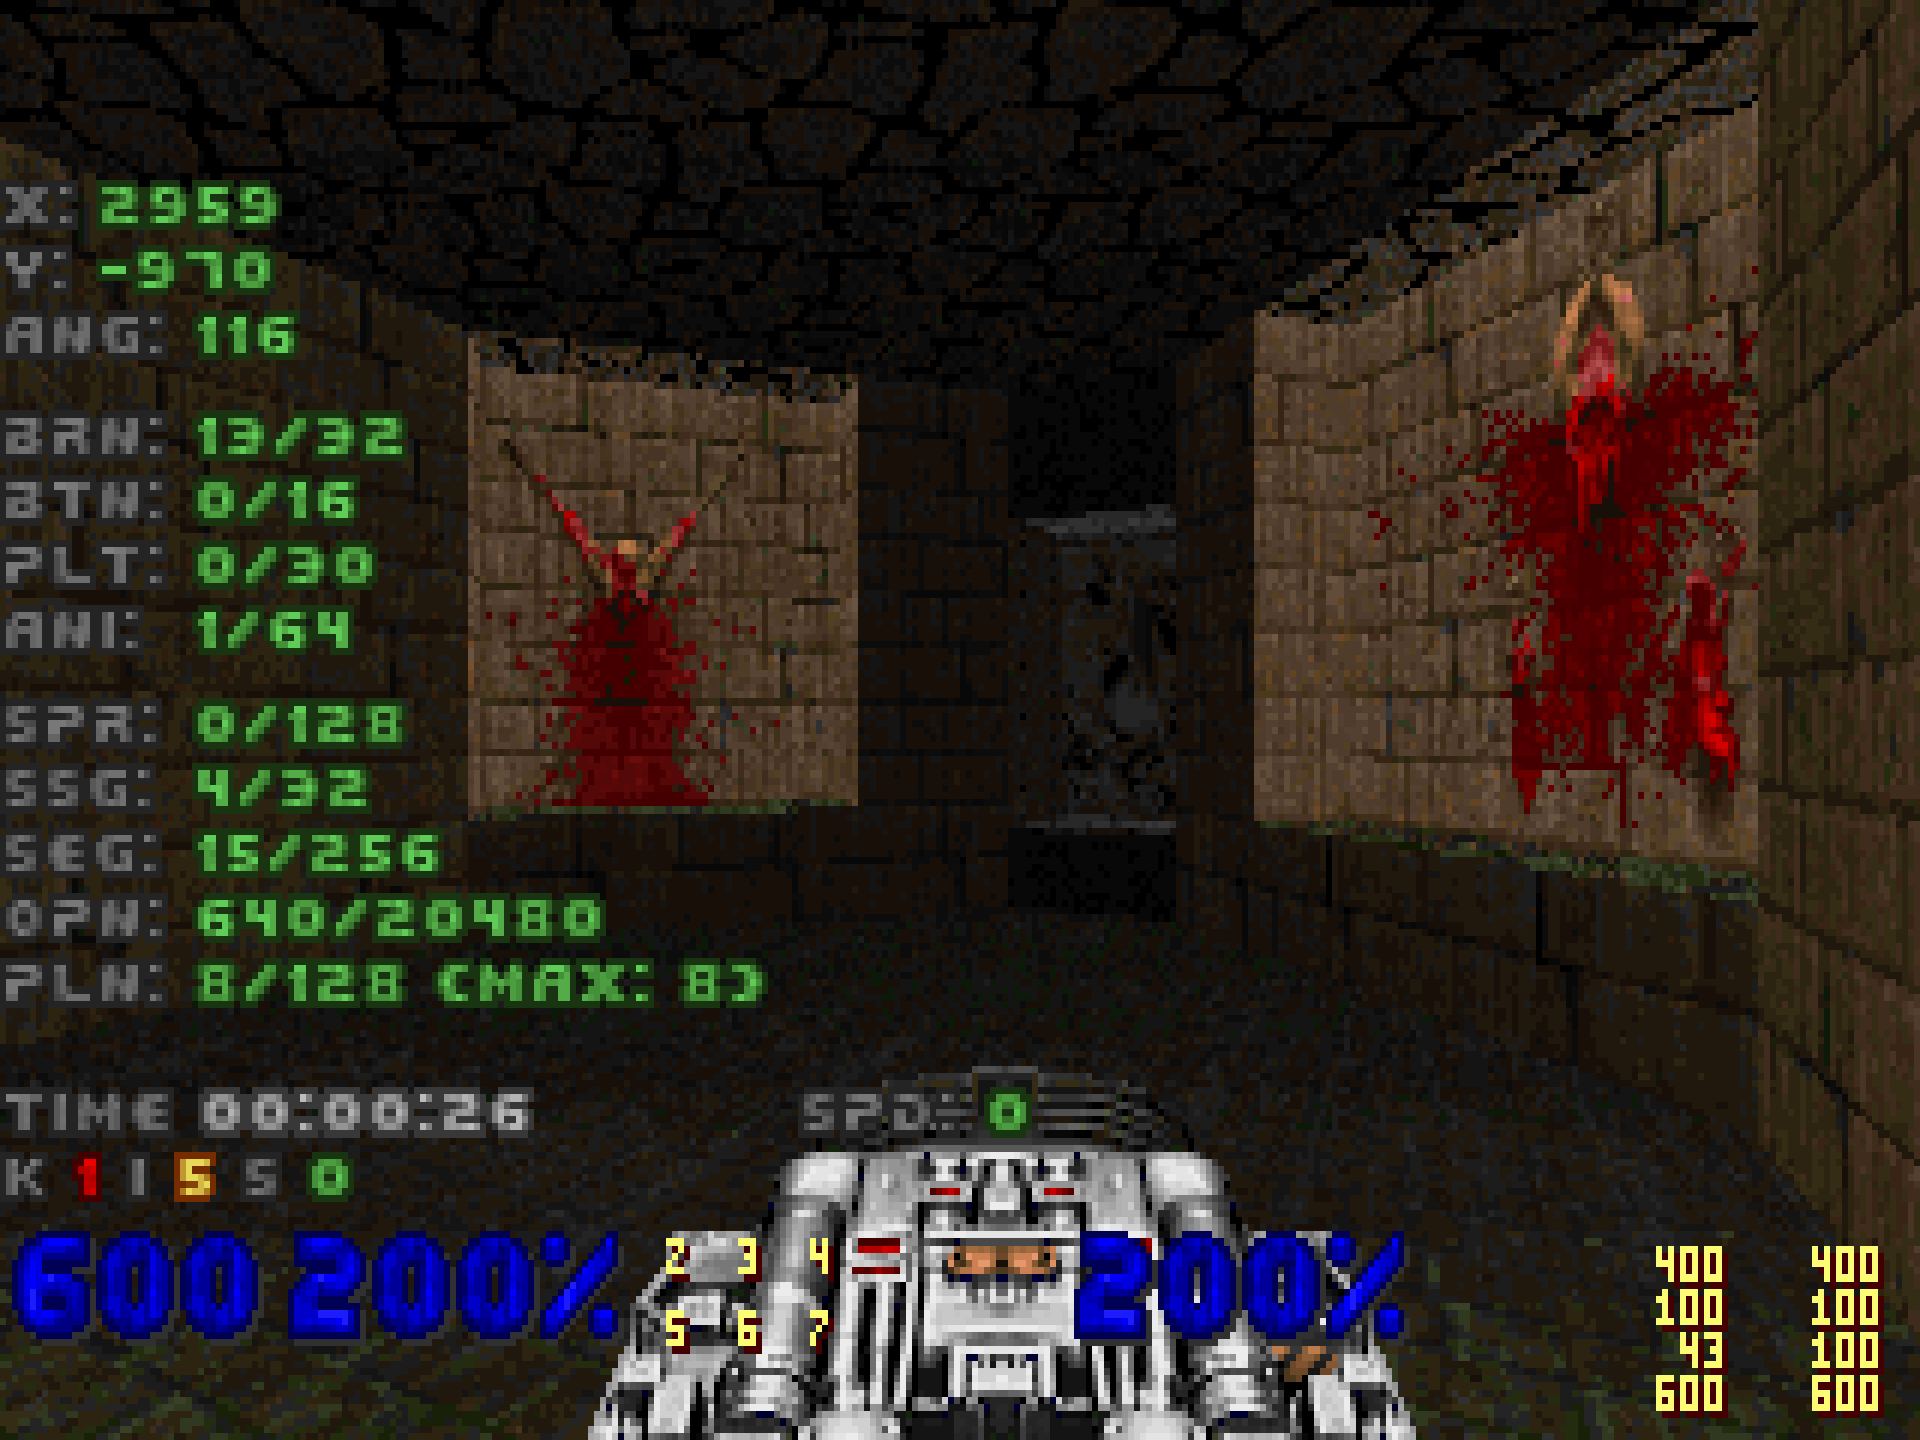 X: 2959
Y: -970
ANG: 116
BRN: 13/32
BTN: 0/16
PLT: 0/30
ANI: 1/64
SPR: 0/128
SSG: 4/32
SEG: 15/256
OPN: 640/20480
PLN: 8/128 (MAX: 8)
TIME 00:00:26 SPD: 0
K 1 I 5 S 0
600 200% 2 3 4 200%
5 6 7
400 400
100 100
43 100
600 600